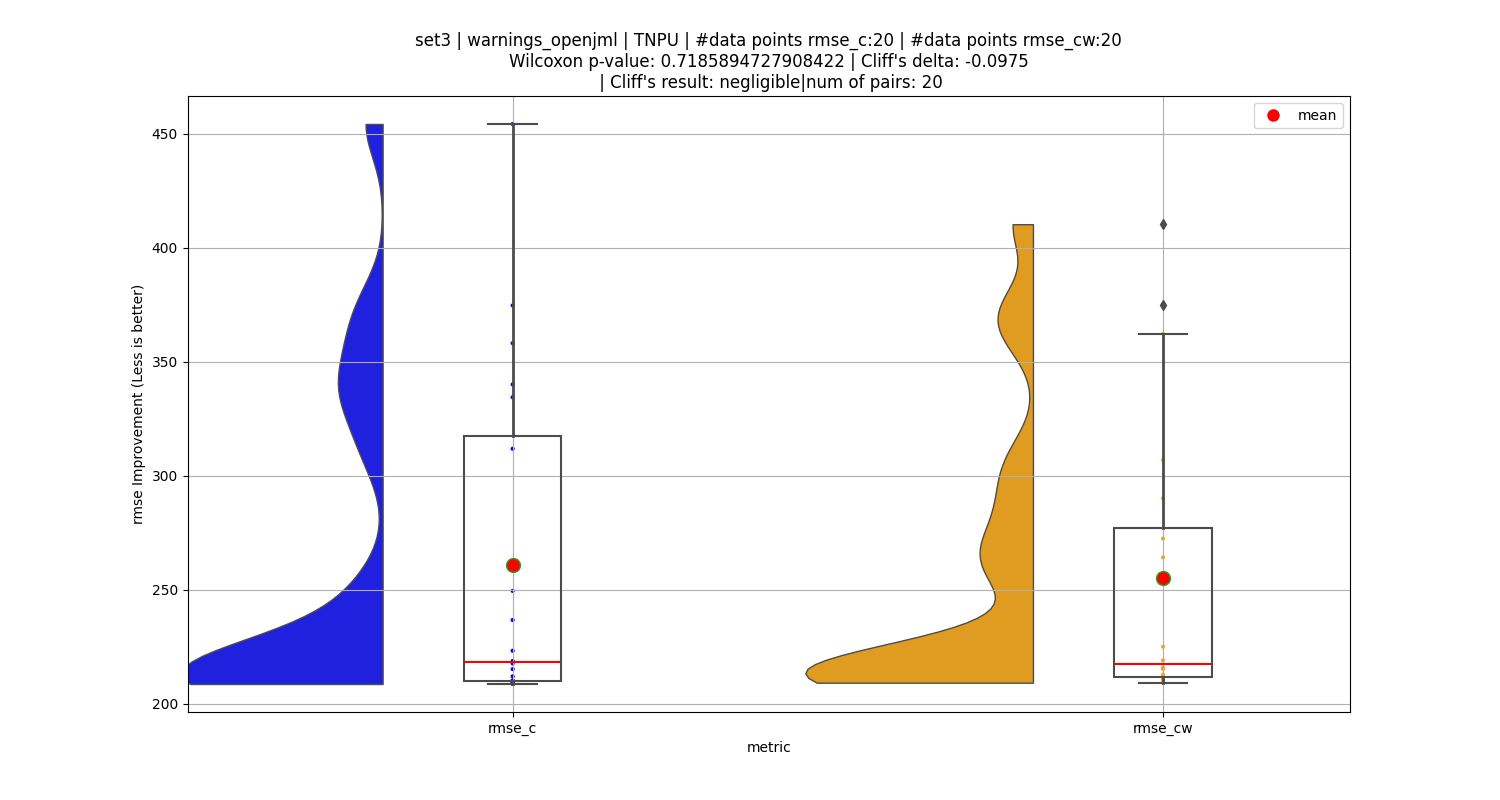 set3 | warnings_openjml | TNPU | #data points rmse_c:20 | #data points rmse_cw:20
Wilcoxon p-value: 0.7185894727908422 | Cliff's delta: -0.0975
| Cliff's result: negligible|num of pairs: 20
mean
450
400
350
300
250
200
rmse Improvement (Less is better)
rmse_c
rmse_cw
metric